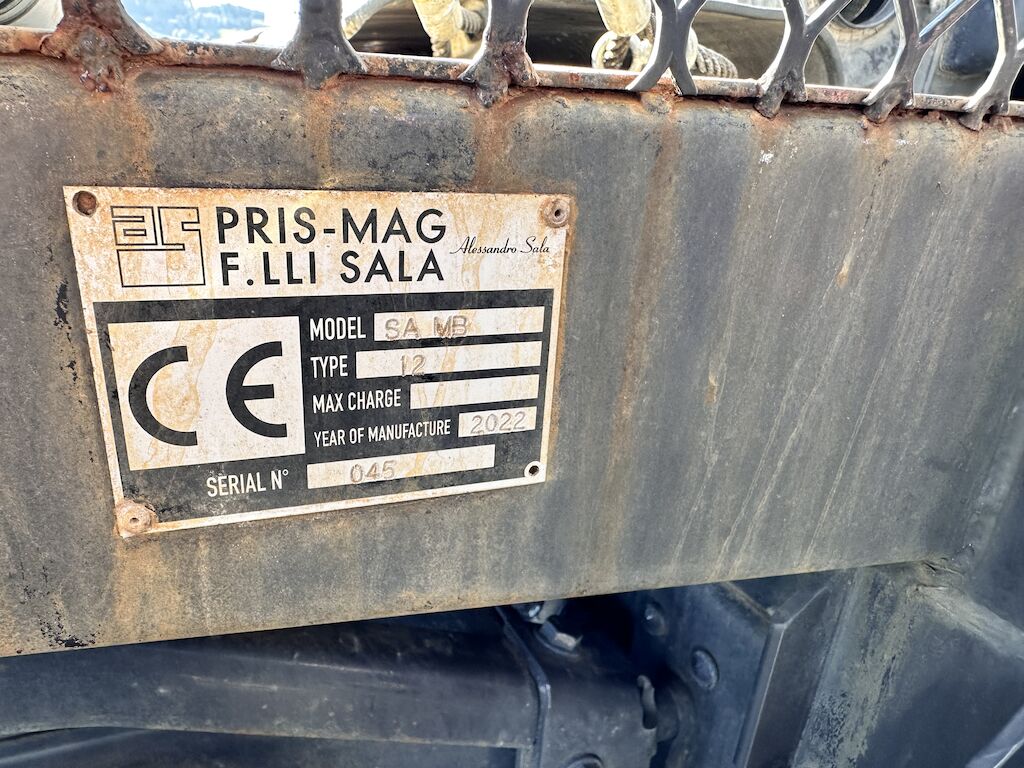 PRIS-MAG
F.LLI SALA
Alessandro Sala
CE
MODEL SA MB
TYPE 12
MAX CHARGE
YEAR OF MANUFACTURE 2022
SERIAL N° 045